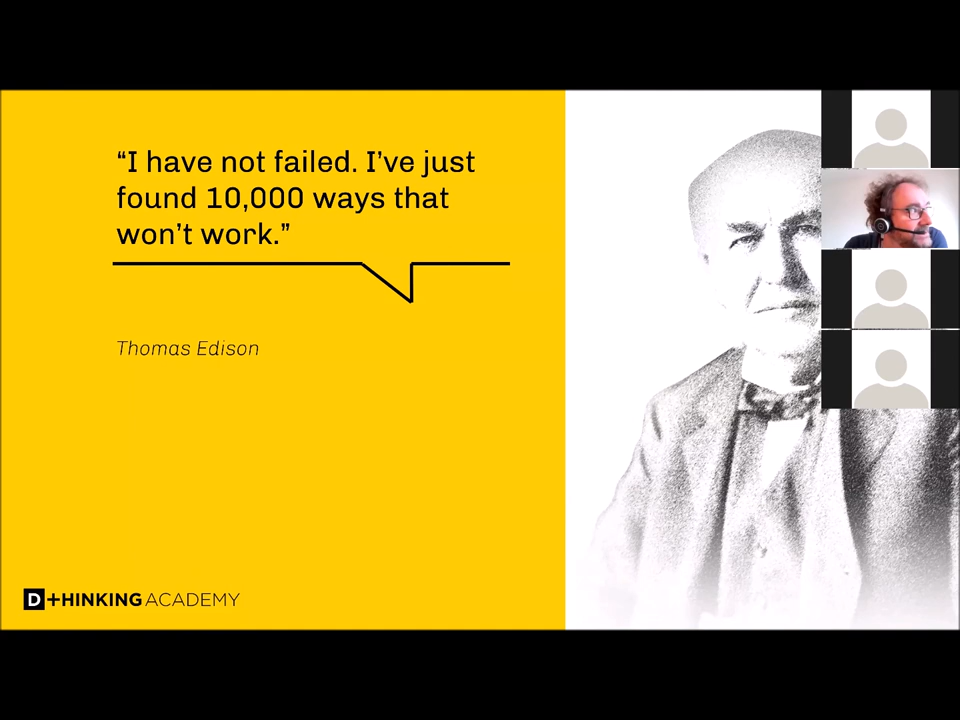 “I have not failed. I’ve just
found 10,000 ways that
won’t work.”
Thomas Edison
D+HINKING ACADEMY